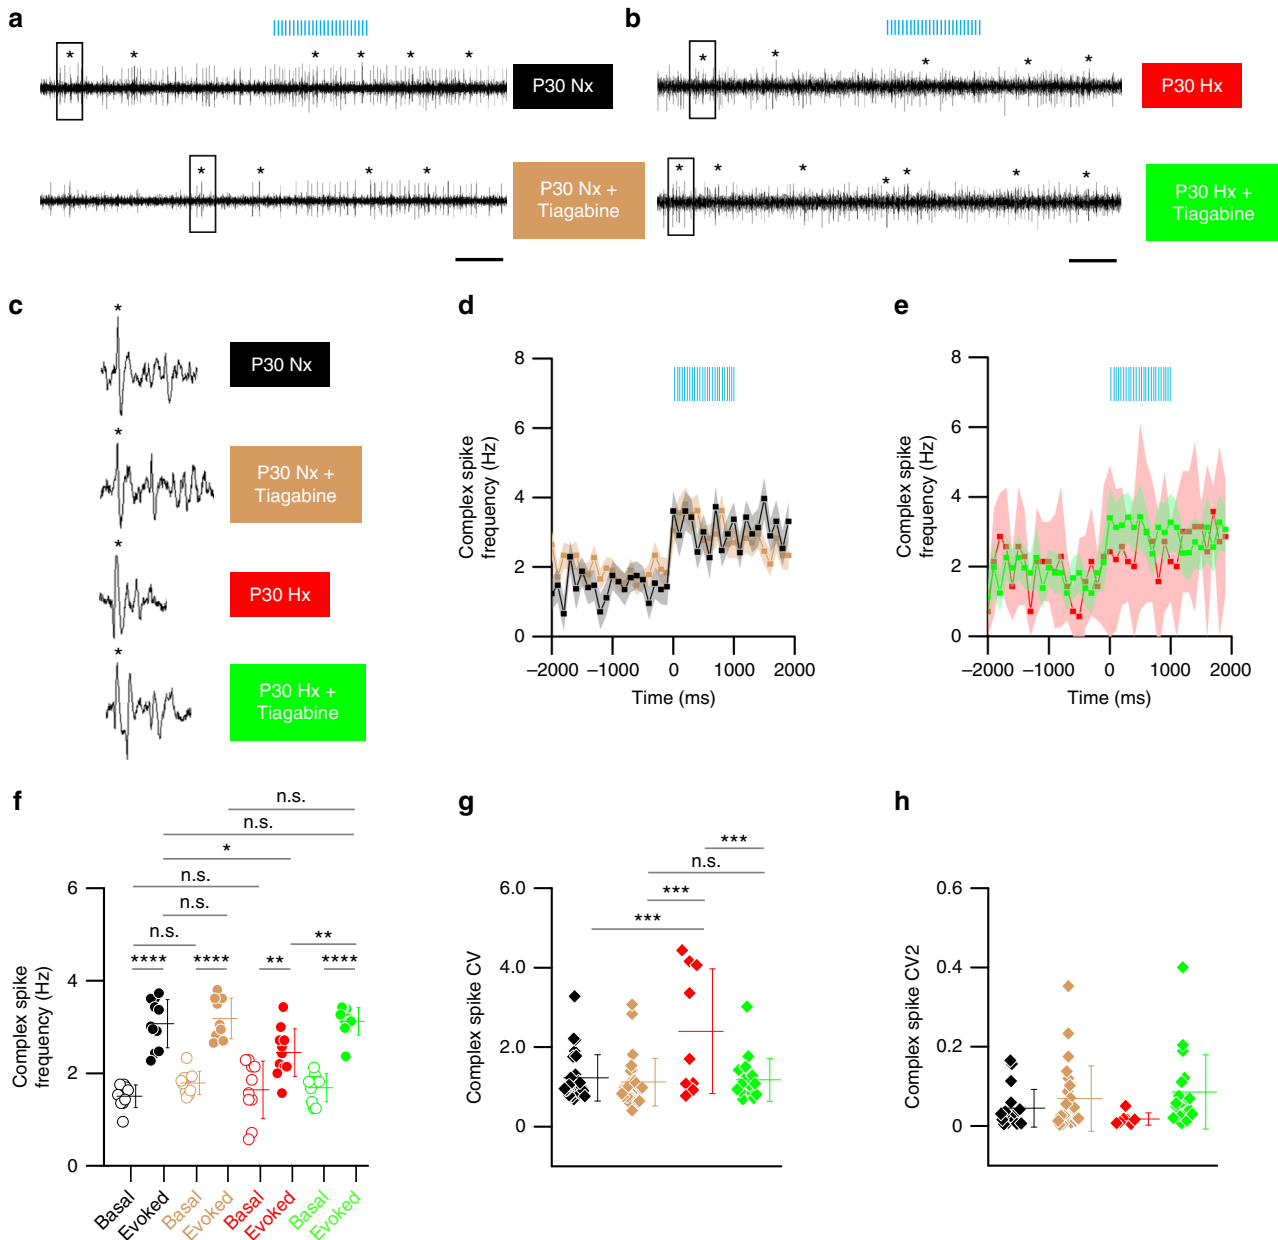 a
b
* * * * * *
P30 Nx
* * * * *
P30 Hx
* * * *
P30 Nx +
Tiagabine
* * * * * * *
P30 Hx +
Tiagabine
c
*
P30 Nx
*
P30 Nx +
Tiagabine
*
P30 Hx
*
P30 Hx +
Tiagabine
d
Complex spike
frequency (Hz)
8
6
4
2
0
–2000 –1000 0 1000 2000
Time (ms)
e
Complex spike
frequency (Hz)
8
6
4
2
0
–2000 –1000 0 1000 2000
Time (ms)
f
n.s.
n.s.
*
n.s.
n.s.
n.s.
**
**** **** ** ****
Complex spike
frequency (Hz)
6
4
2
0
Basal Evoked Basal Evoked Basal Evoked Basal Evoked
g
***
n.s.
***
***
Complex spike CV
6.0
4.0
2.0
0
h
Complex spike CV2
0.6
0.4
0.2
0